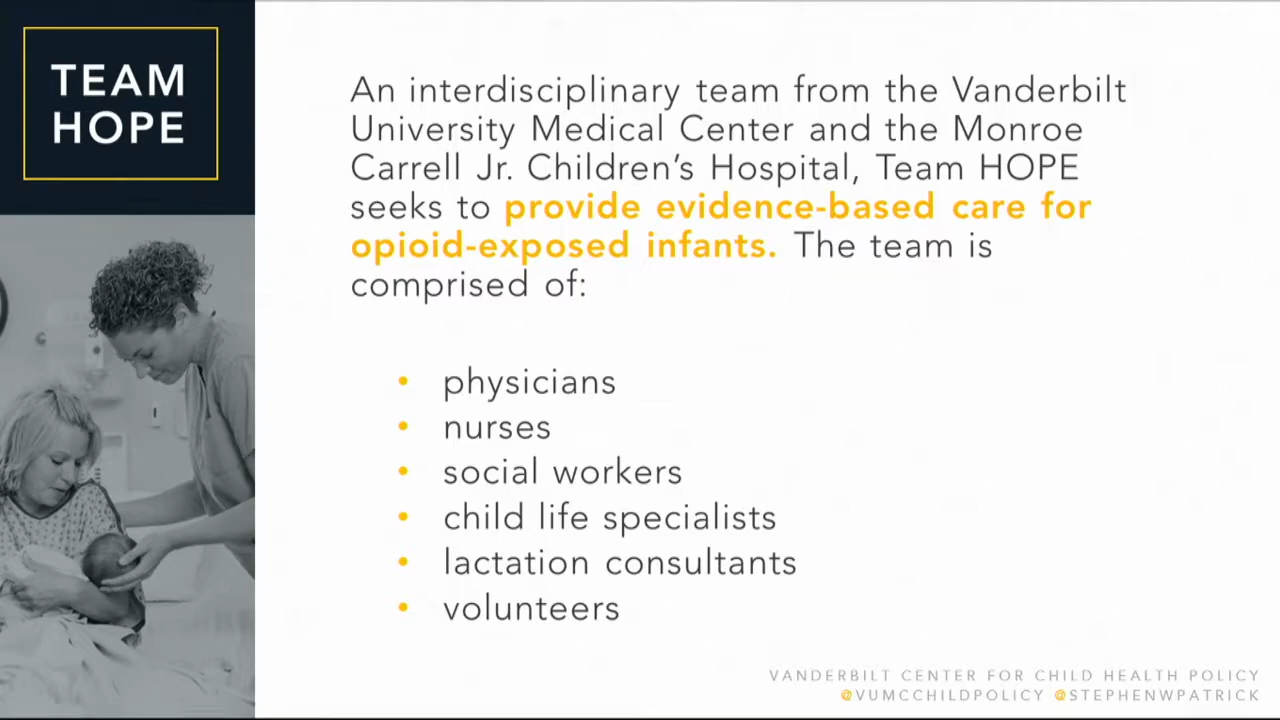 TEAM
HOPE
An interdisciplinary team from the Vanderbilt
University Medical Center and the Monroe
Carrell Jr. Children’s Hospital, Team HOPE
seeks to provide evidence-based care for
opioid-exposed infants. The team is
comprised of:
• physicians
• nurses
• social workers
• child life specialists
• lactation consultants
• volunteers
VANDERBILT CENTER FOR CHILD HEALTH POLICY
@VUMCCHILDPOLICY @STEPHENWPATRICK